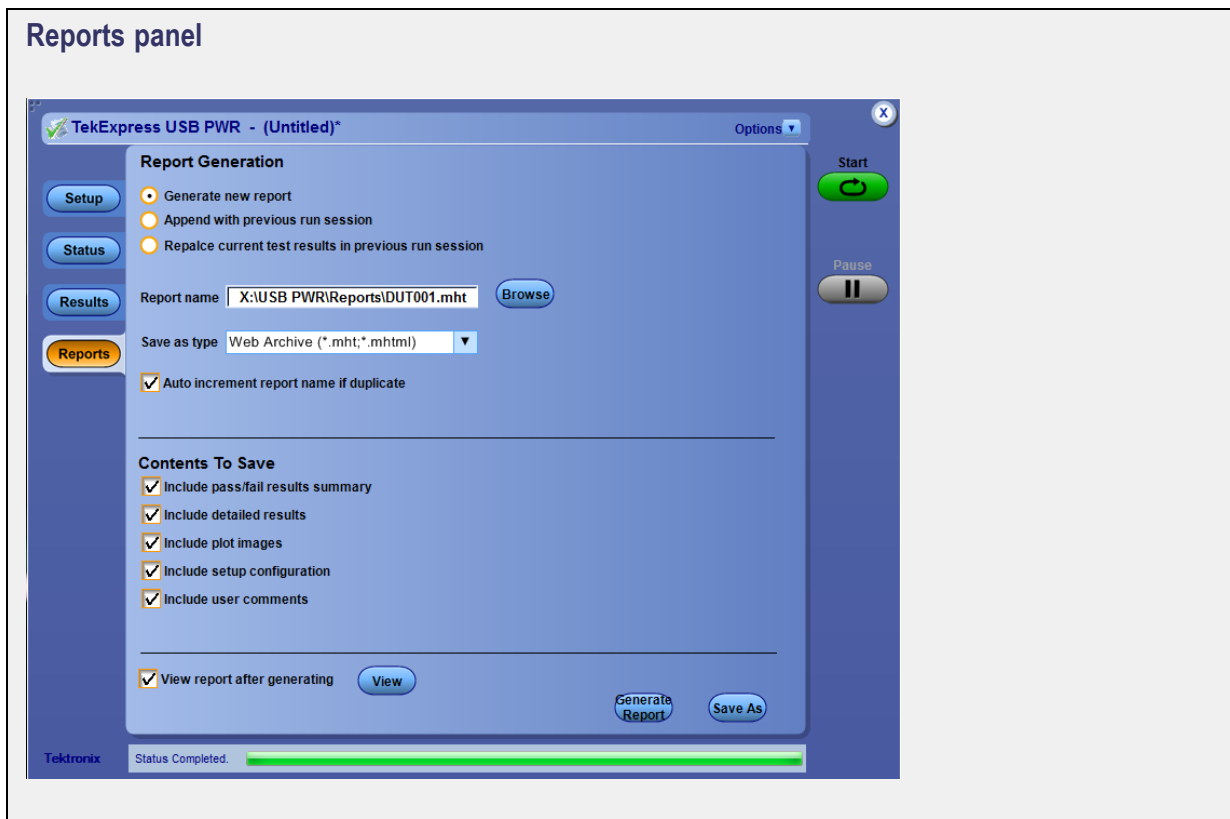 Reports panel
TekExpress USB PWR - (Untitled)*
Options
Start
Pause
Setup
Status
Results
Reports
Report Generation
Generate new report
Append with previous run session
Repalce current test results in previous run session
Report name X:\USB PWR\Reports\DUT001.mht Browse
Save as type Web Archive (*.mht;*.mhtml)
Auto increment report name if duplicate
Contents To Save
Include pass/fail results summary
Include detailed results
Include plot images
Include setup configuration
Include user comments
View report after generating View
Generate
Report
Save As
Tektronix Status Completed.